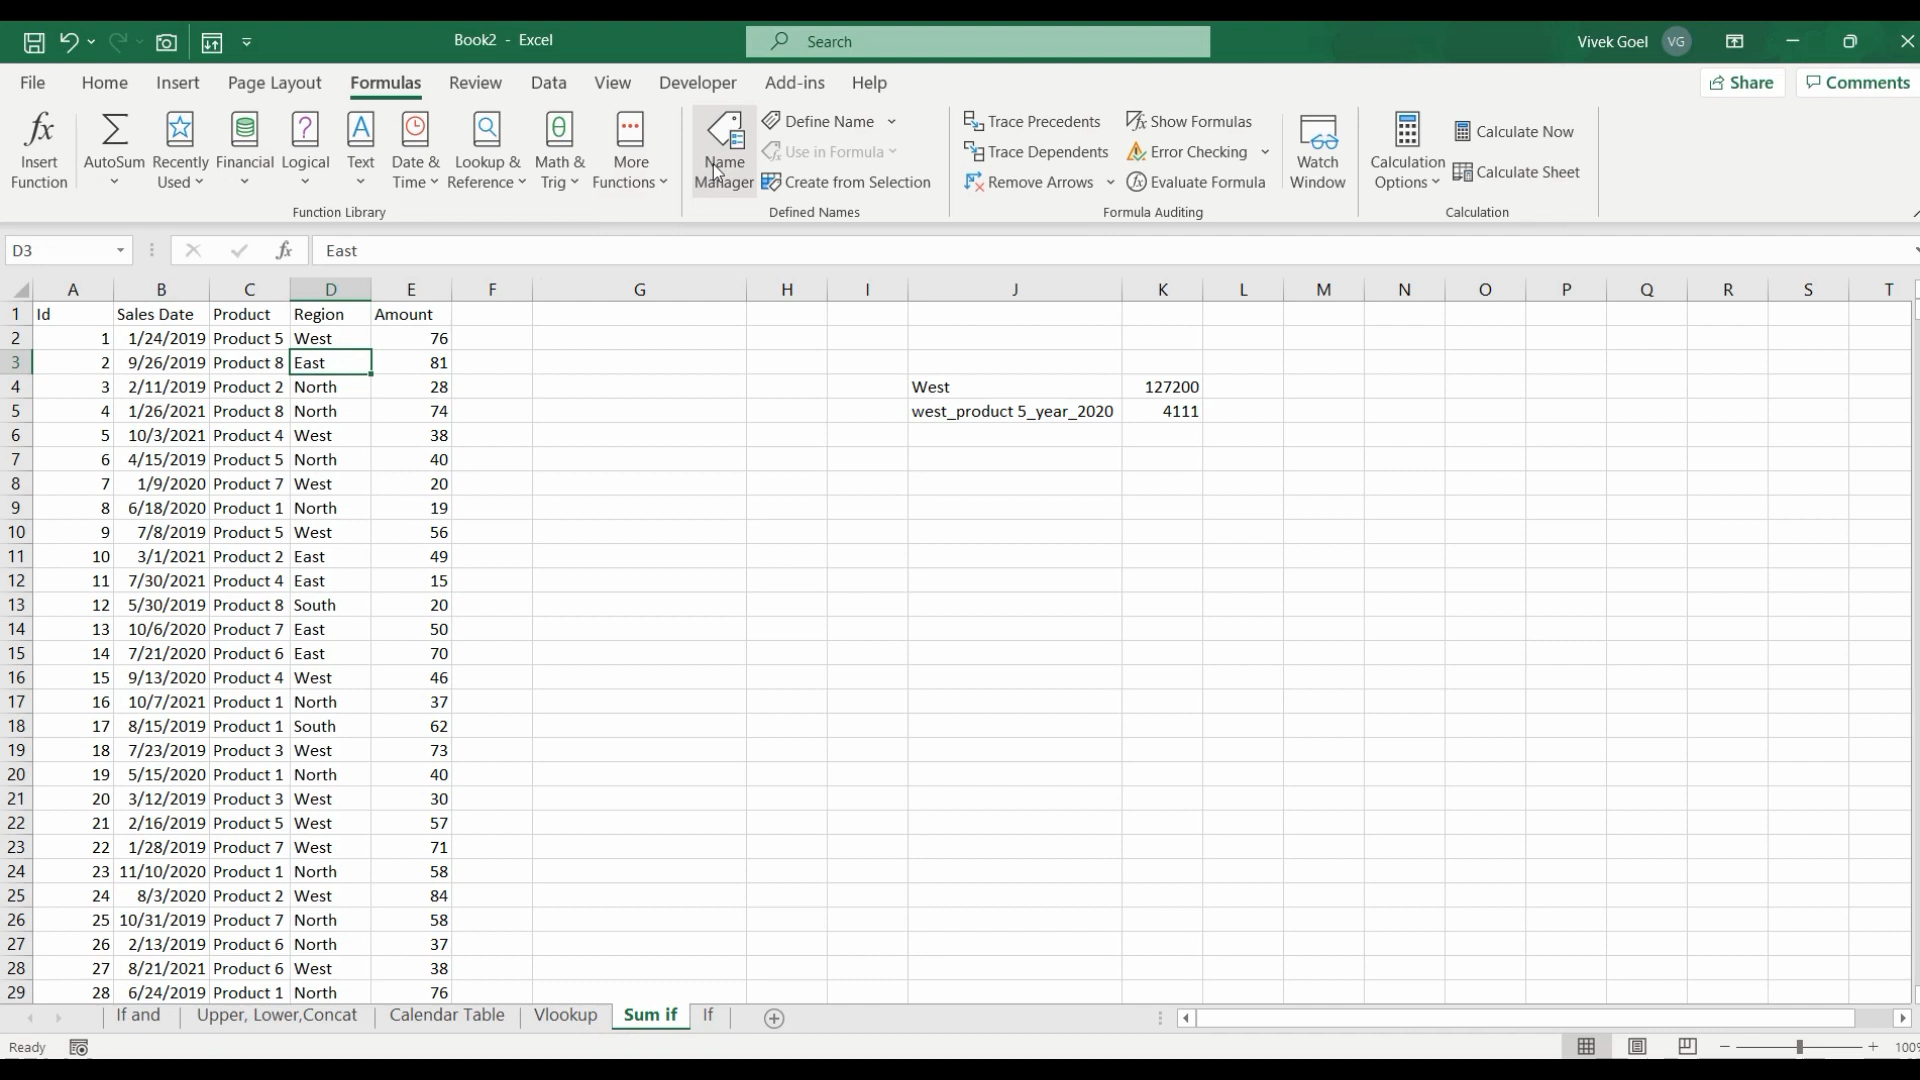 Book2 - Excel
Search
Vivek Goel
VG
File Home Insert Page Layout Formulas Review Data View Developer Add-ins Help
Share
Comments
Insert Function
AutoSum
Recently Used
Financial
Logical
Text
Date & Time
Lookup & Reference
Math & Trig
More Functions
Function Library
Name Manager
Define Name
Use in Formula
Create from Selection
Defined Names
Trace Precedents
Trace Dependents
Remove Arrows
Show Formulas
Error Checking
Evaluate Formula
Formula Auditing
Watch Window
Calculation Options
Calculate Now
Calculate Sheet
Calculation
D3
fx
East
A B C D E F G H I J K L M N O P Q R S T
1 Id Sales Date Product Region Amount
2 1 1/24/2019 Product 5 West 76
3 2 9/26/2019 Product 8 East 81
4 3 2/11/2019 Product 2 North 28 West 127200
5 4 1/26/2021 Product 8 North 74 west_product 5_year_2020 4111
6 5 10/3/2021 Product 4 West 38
7 6 4/15/2019 Product 5 North 40
8 7 1/9/2020 Product 7 West 20
9 8 6/18/2020 Product 1 North 19
10 9 7/8/2019 Product 5 West 56
11 10 3/1/2021 Product 2 East 49
12 11 7/30/2021 Product 4 East 15
13 12 5/30/2019 Product 8 South 20
14 13 10/6/2020 Product 7 East 50
15 14 7/21/2020 Product 6 East 70
16 15 9/13/2020 Product 4 West 46
17 16 10/7/2021 Product 1 North 37
18 17 8/15/2019 Product 1 South 62
19 18 7/23/2019 Product 3 West 73
20 19 5/15/2020 Product 1 North 40
21 20 3/12/2019 Product 3 West 30
22 21 2/16/2019 Product 5 West 57
23 22 1/28/2019 Product 7 West 71
24 23 11/10/2020 Product 1 North 58
25 24 8/3/2020 Product 2 West 84
26 25 10/31/2019 Product 7 North 58
27 26 2/13/2019 Product 6 North 37
28 27 8/21/2021 Product 6 West 38
29 28 6/24/2019 Product 1 North 76
If and Upper, Lower,Concat Calendar Table Vlookup Sum if If
Ready
100%